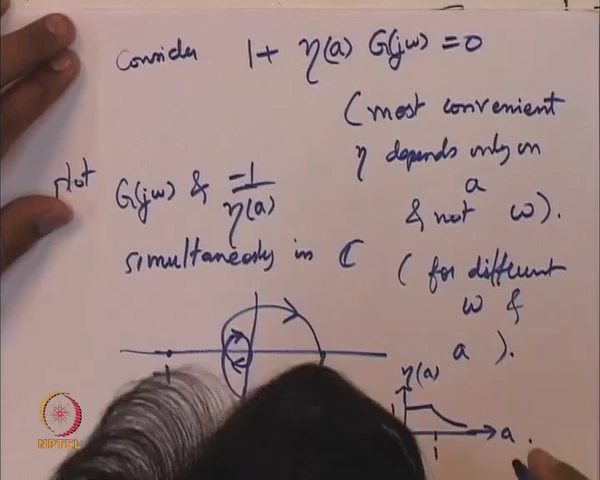 Consider 1 + η(a) G(jω) = 0
(most convenient
η depends only on
a
& not ω).
Plot G(jω) & -1/η(a)
simultaneously in ℂ
(for different
ω &
a ).
-1
η(a)
1
a
1
NPTEL